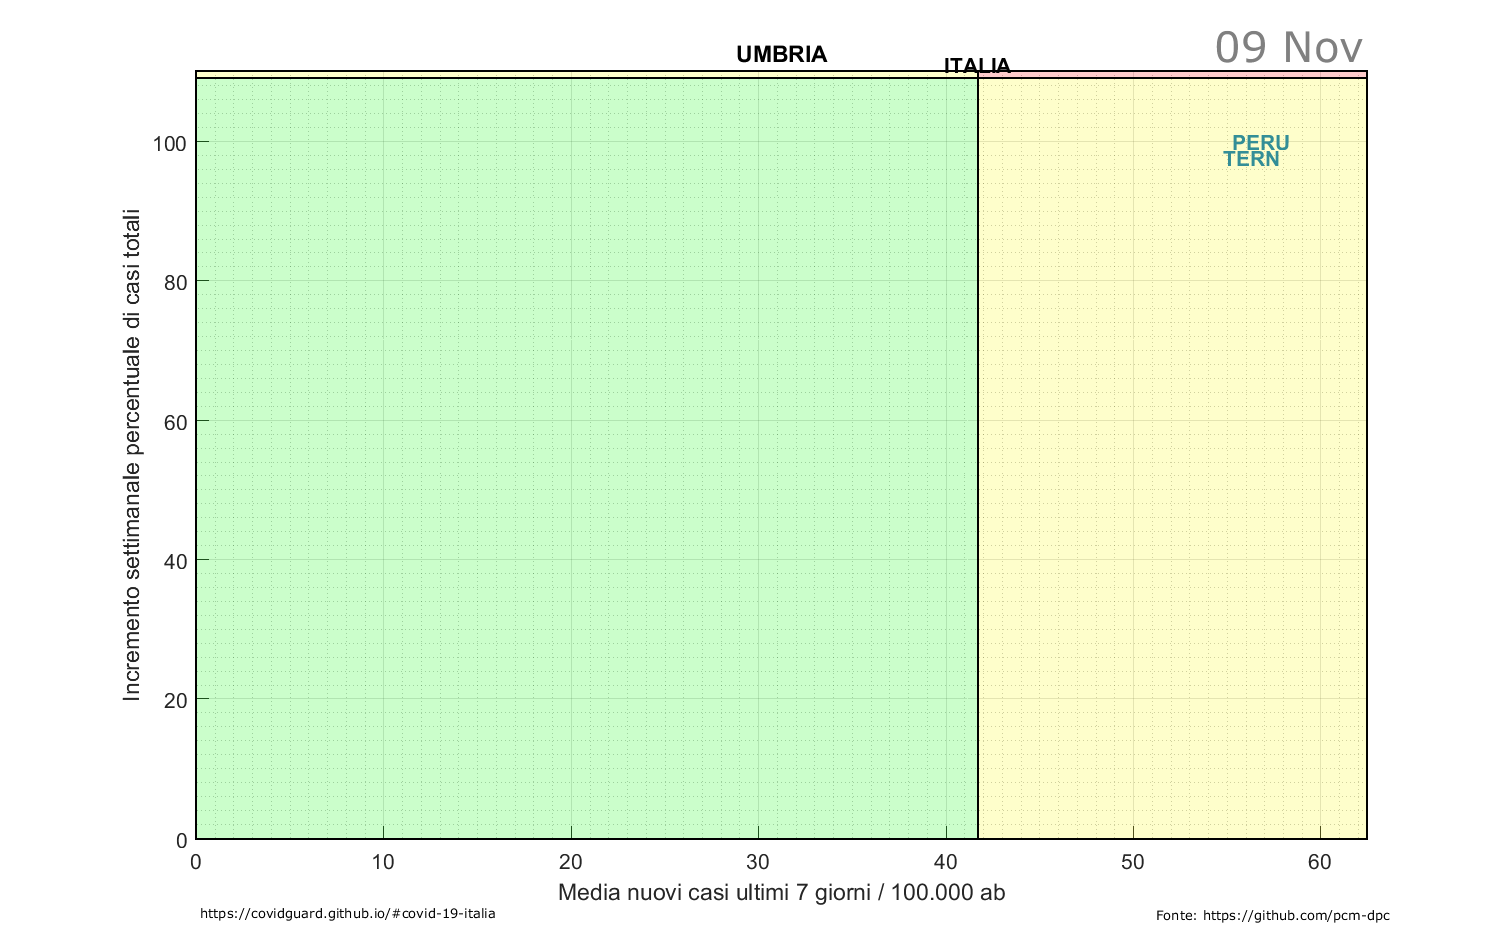 UMBRIA
09 Nov
ITALIA
PERU
TERN
100
80
60
40
20
0
Incremento settimanale percentuale di casi totali
0 10 20 30 40 50 60
Media nuovi casi ultimi 7 giorni / 100.000 ab
https://covidguard.github.io/#covid-19-italia
Fonte: https://github.com/pcm-dpc